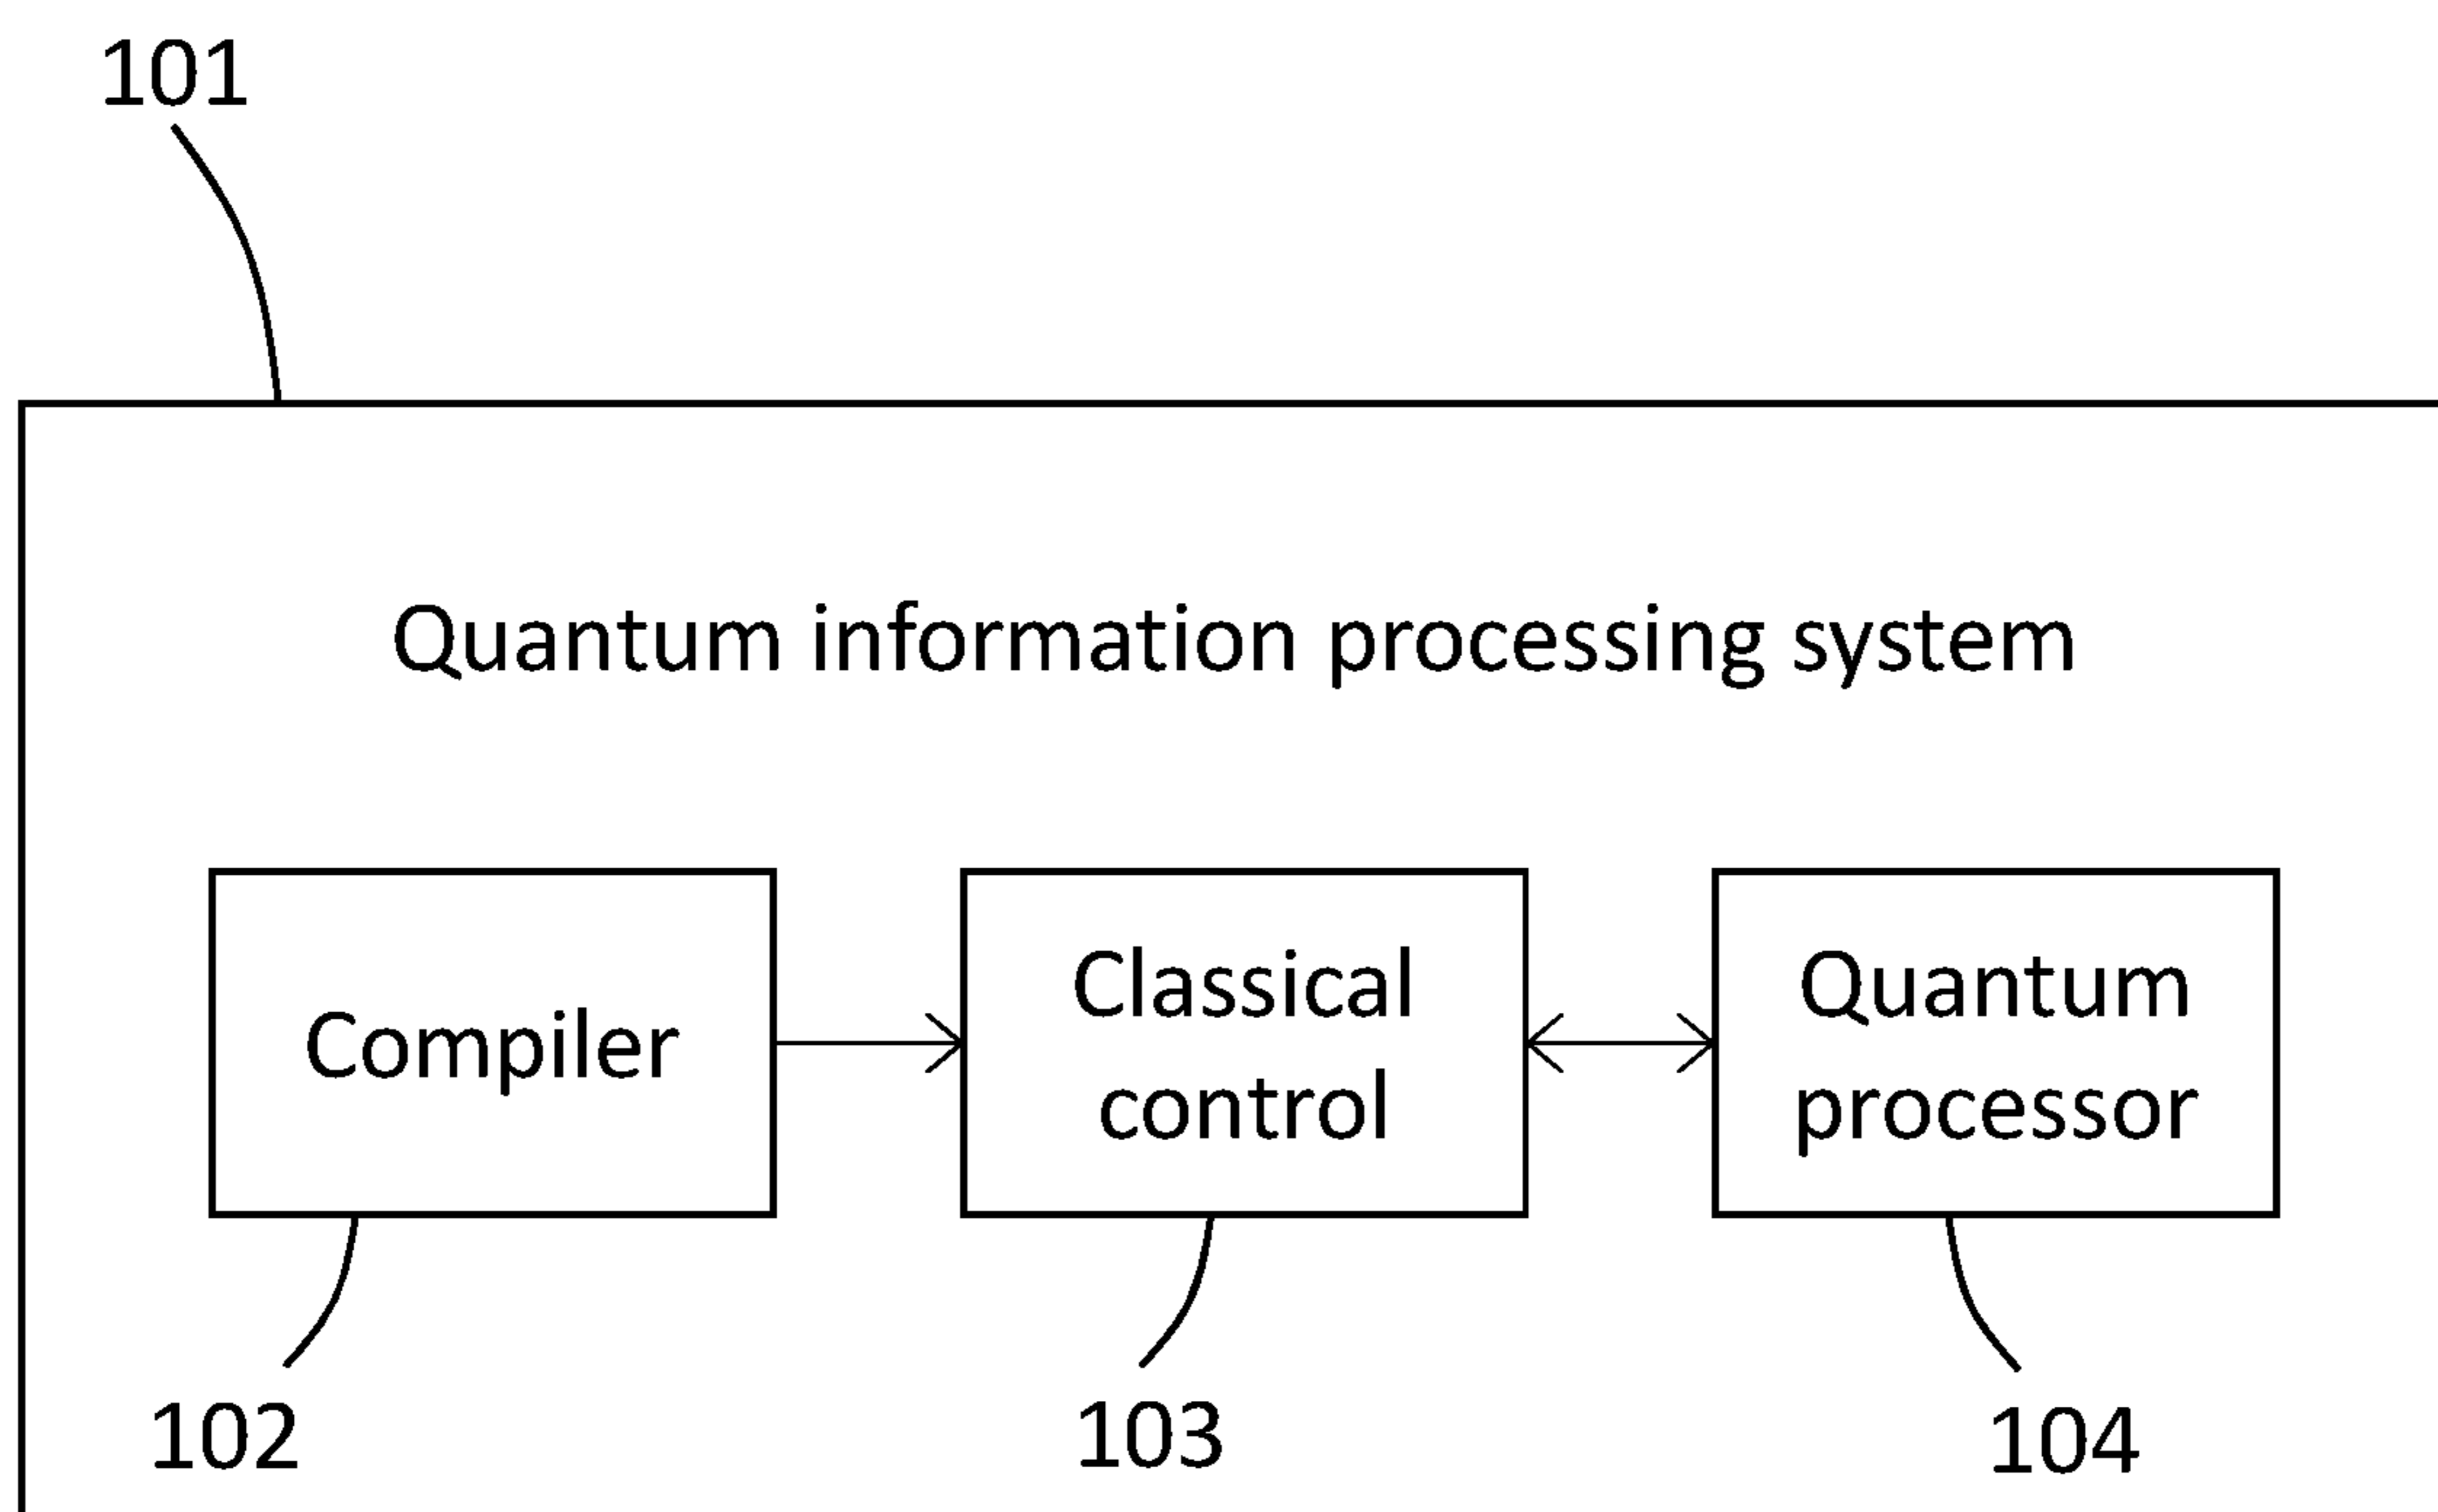 101
Quantum information processing system
Compiler
Classical
control
Quantum
processor
102
103
104